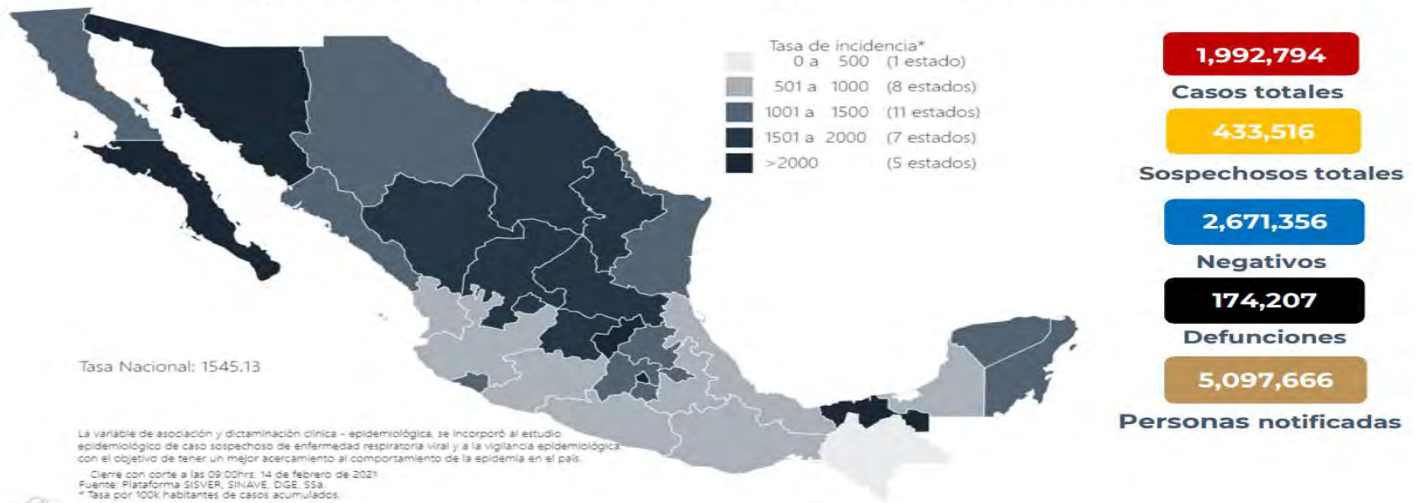 Tasa de incidencia*
0 a 500 (1 estado)
501 a 1000 (8 estados)
1001 a 1500 (11 estados)
1501 a 2000 (7 estados)
>2000 (5 estados)
1,992,794
Casos totales
433,516
Sospechosos totales
2,671,356
Negativos
174,207
Defunciones
5,097,666
Personas notificadas
Tasa Nacional: 1545.13
La variable de asociación y dictaminación clínica - epidemiológica, se incorporó al estudio
epidemiológico de caso sospechoso de enfermedad respiratoria viral y a la vigilancia epidemiológica,
con el objetivo de tener un mejor acercamiento al comportamiento de la epidemia en el país.
Cierre con corte a las 09:00hrs, 14 de febrero de 2021
Fuente: Plataforma SISVER, SINAVE, DGE, SSa.
* Tasa por 100k habitantes de casos acumulados.